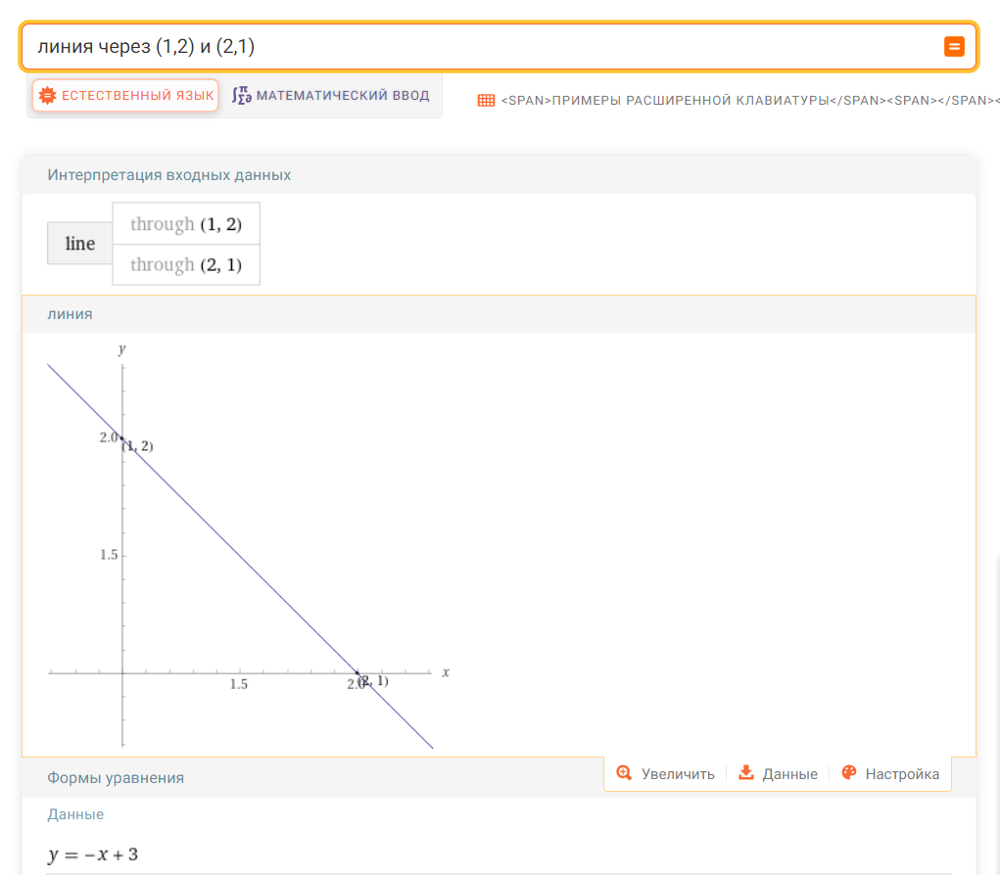 линия через (1,2) и (2,1)
ЕСТЕСТВЕННЫЙ ЯЗЫК
МАТЕМАТИЧЕСКИЙ ВВОД
<SPAN>ПРИМЕРЫ РАСШИРЕННОЙ КЛАВИАТУРЫ</SPAN><SPAN></SPAN><
Интерпретация входных данных
line
through (1, 2)
through (2, 1)
линия
y
2.0
(1, 2)
1.5
x
1.5
2.0
(2, 1)
Увеличить
Данные
Настройка
Формы уравнения
Данные
y = −x + 3